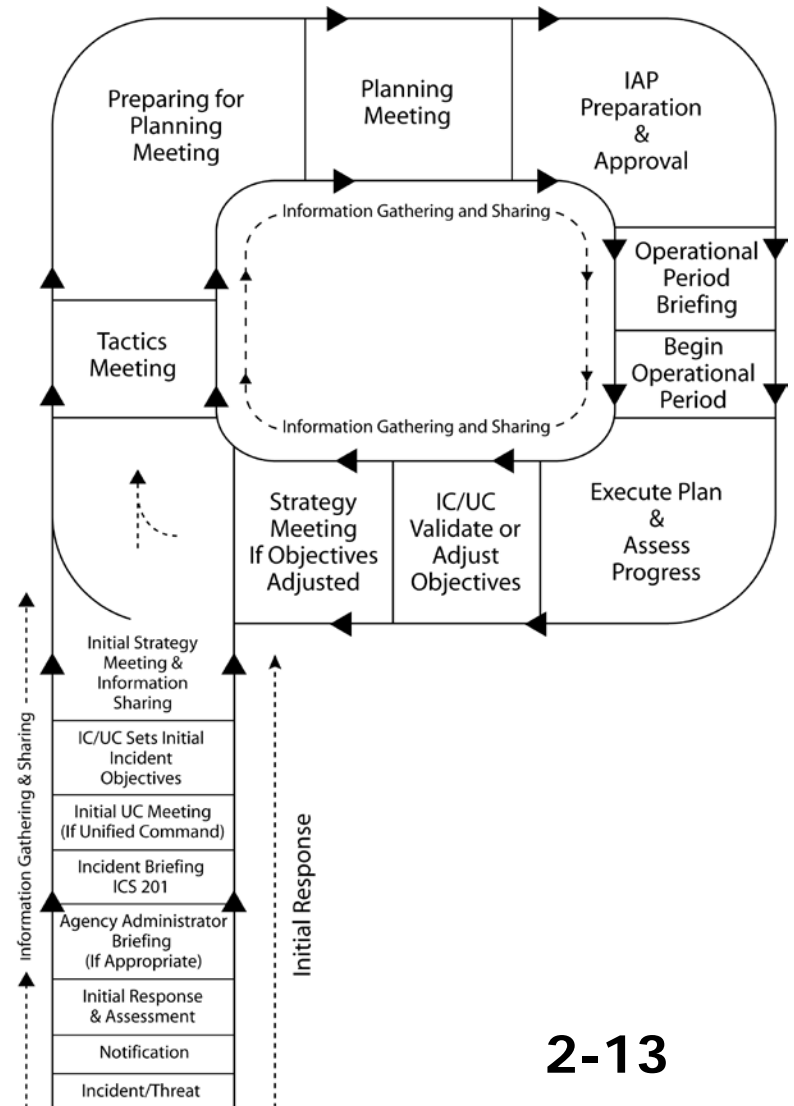 Preparing for
Planning
Meeting
Planning
Meeting
IAP
Preparation
&
Approval
Information Gathering and Sharing
Operational
Period
Briefing
Tactics
Meeting
Begin
Operational
Period
Information Gathering and Sharing
Strategy
Meeting
If Objectives
Adjusted
IC/UC
Validate or
Adjust
Objectives
Execute Plan
&
Assess
Progress
Initial Strategy
Meeting &
Information
Sharing
IC/UC Sets Initial
Incident
Objectives
Initial UC Meeting
(If Unified Command)
Incident Briefing
ICS 201
Agency Administrator
Briefing
(If Appropriate)
Initial Response
& Assessment
Notification
Incident/Threat
Information Gathering & Sharing
Initial Response
2-13